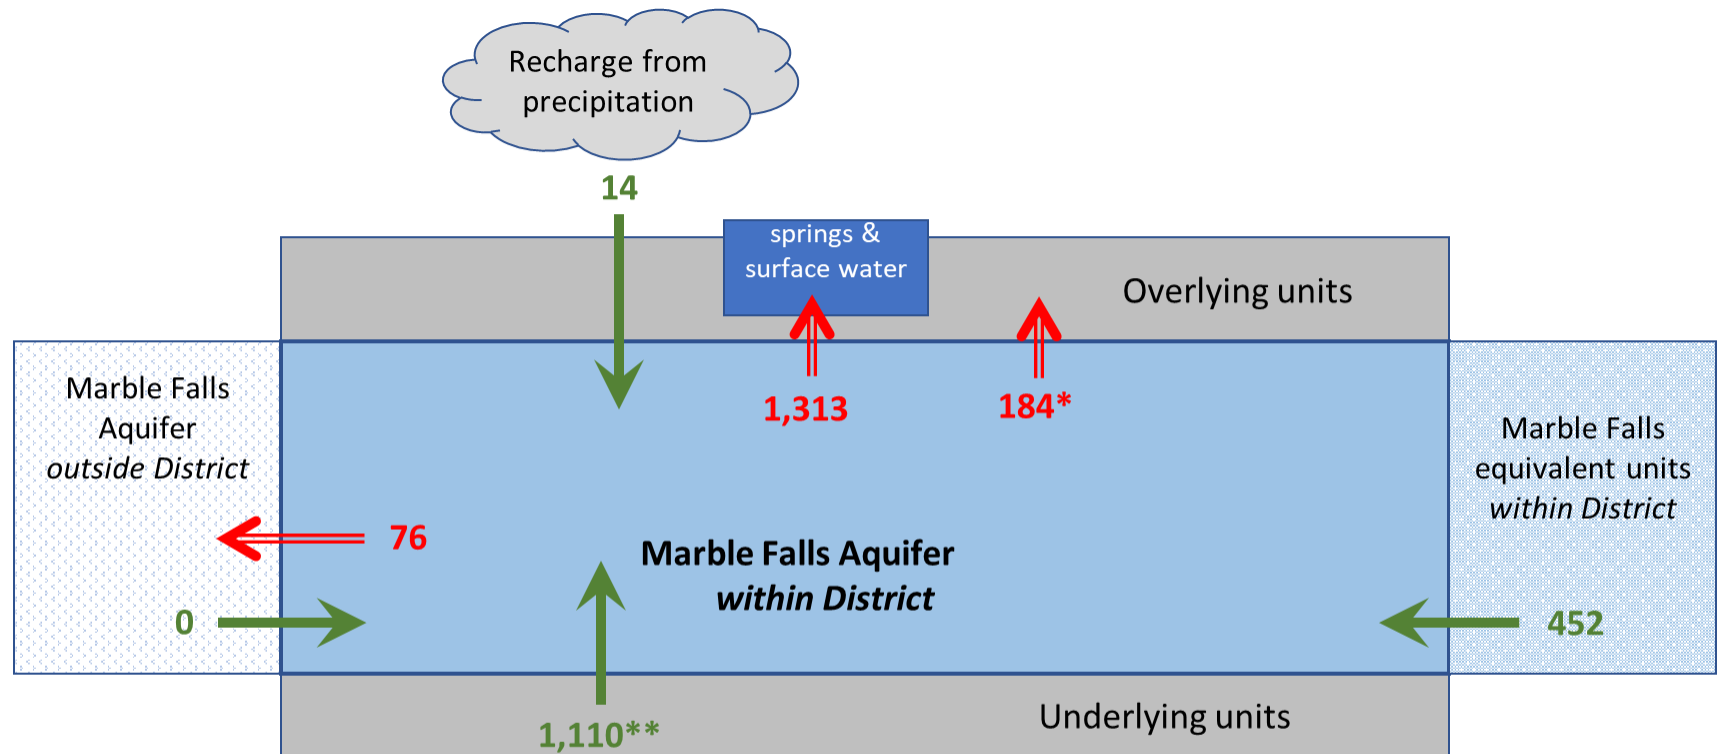 Recharge from
precipitation
14
springs &
surface water
Overlying units
Marble Falls
Aquifer
outside District
1,313
184*
Marble Falls
equivalent units
within District
76
Marble Falls Aquifer
within District
0
452
1,110**
Underlying units